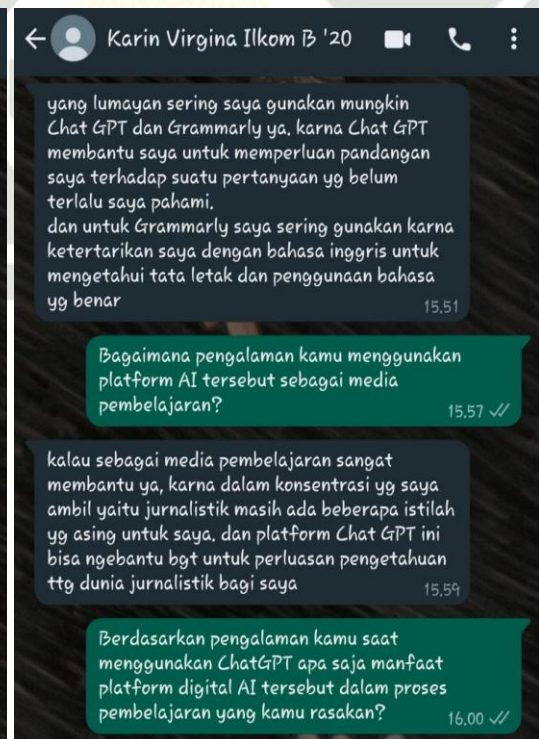 Karin Virgina Ilkom B '20
yang lumayan sering saya gunakan mungkin
Chat GPT dan Grammarly ya. karna Chat GPT
membantu saya untuk memperluan pandangan
saya terhadap suatu pertanyaan yg belum
terlalu saya pahami.
dan untuk Grammarly saya sering gunakan karna
ketertarikan saya dengan bahasa inggris untuk
mengetahui tata letak dan penggunaan bahasa
yg benar
15.51
Bagaimana pengalaman kamu menggunakan
platform AI tersebut sebagai media
pembelajaran?
15.57
kalau sebagai media pembelajaran sangat
membantu ya, karna dalam konsentrasi yg saya
ambil yaitu jurnalistik masih ada beberapa istilah
yg asing untuk saya. dan platform Chat GPT ini
bisa ngebantu bgt untuk perluasan pengetahuan
ttg dunia jurnalistik bagi saya
15.59
Berdasarkan pengalaman kamu saat
menggunakan ChatGPT apa saja manfaat
platform digital AI tersebut dalam proses
pembelajaran yang kamu rasakan?
16.00